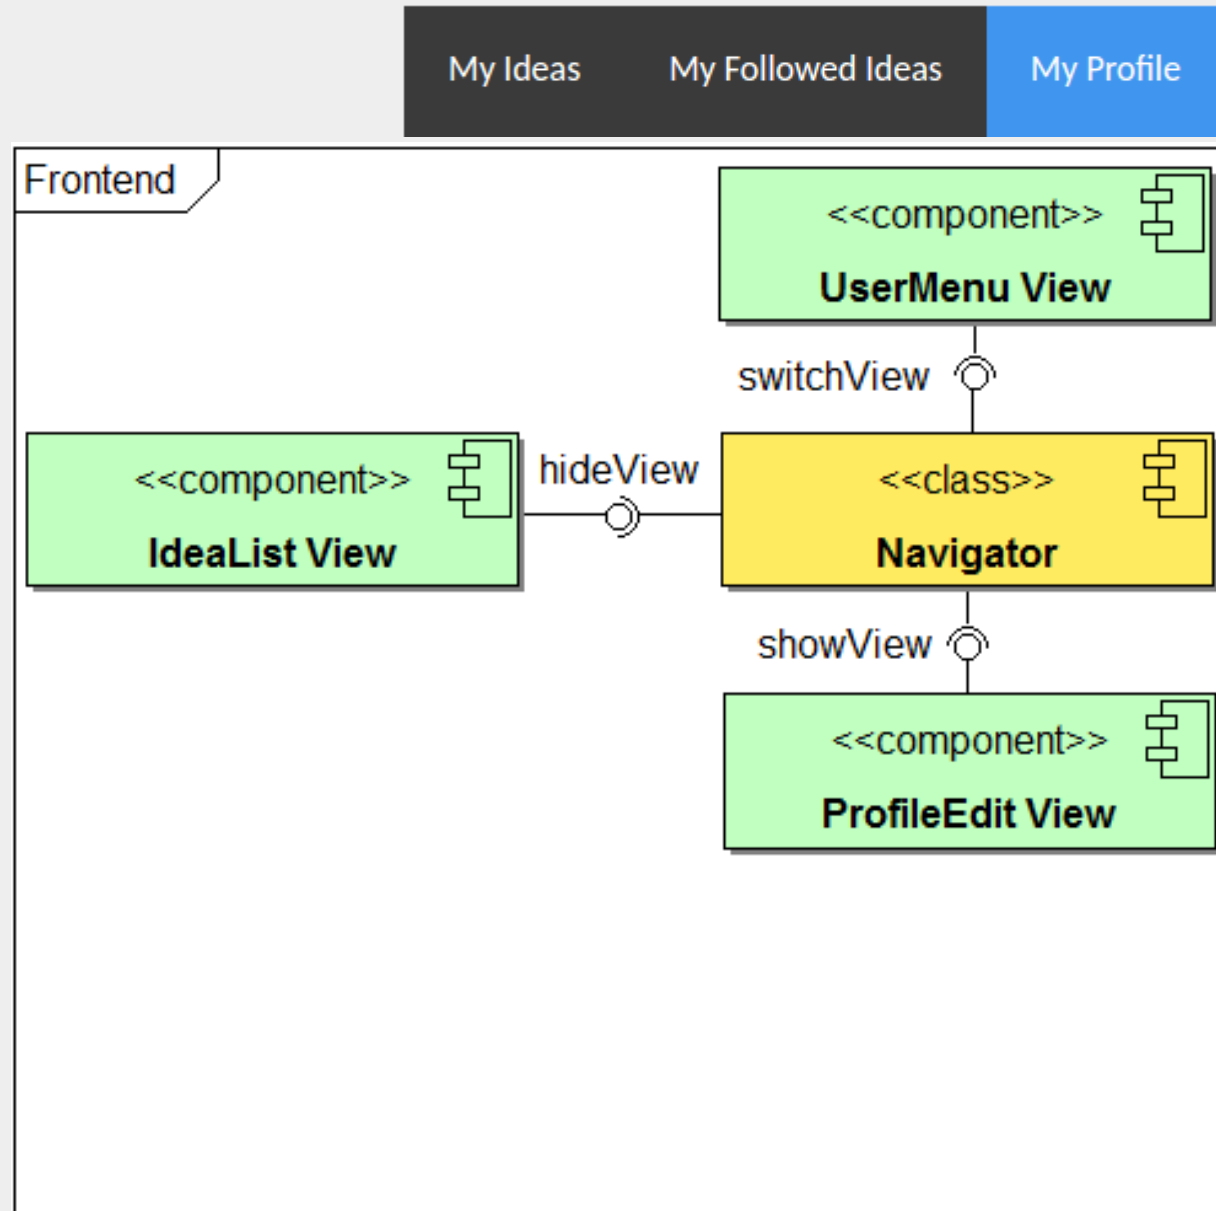 My Ideas My Followed Ideas My Profile
Frontend
<<component>>
UserMenu View
switchView
<<component>>
IdeaList View
hideView
<<class>>
Navigator
showView
<<component>>
ProfileEdit View